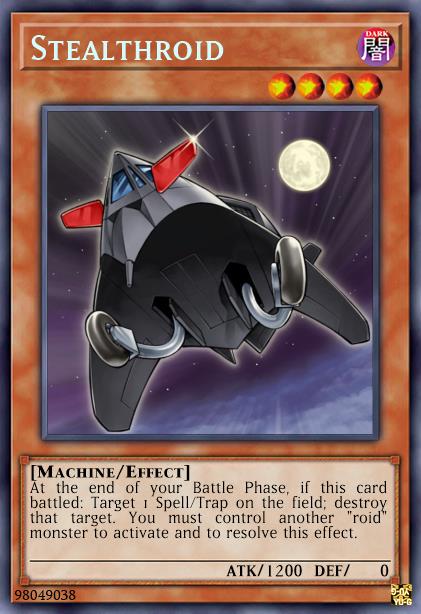 Stealthroid
DARK
闇
[Machine/Effect]
At the end of your Battle Phase, if this card
battled: Target 1 Spell/Trap on the field; destroy
that target. You must control another "roid"
monster to activate and to resolve this effect.
ATK/1200 DEF/ 0
98049038